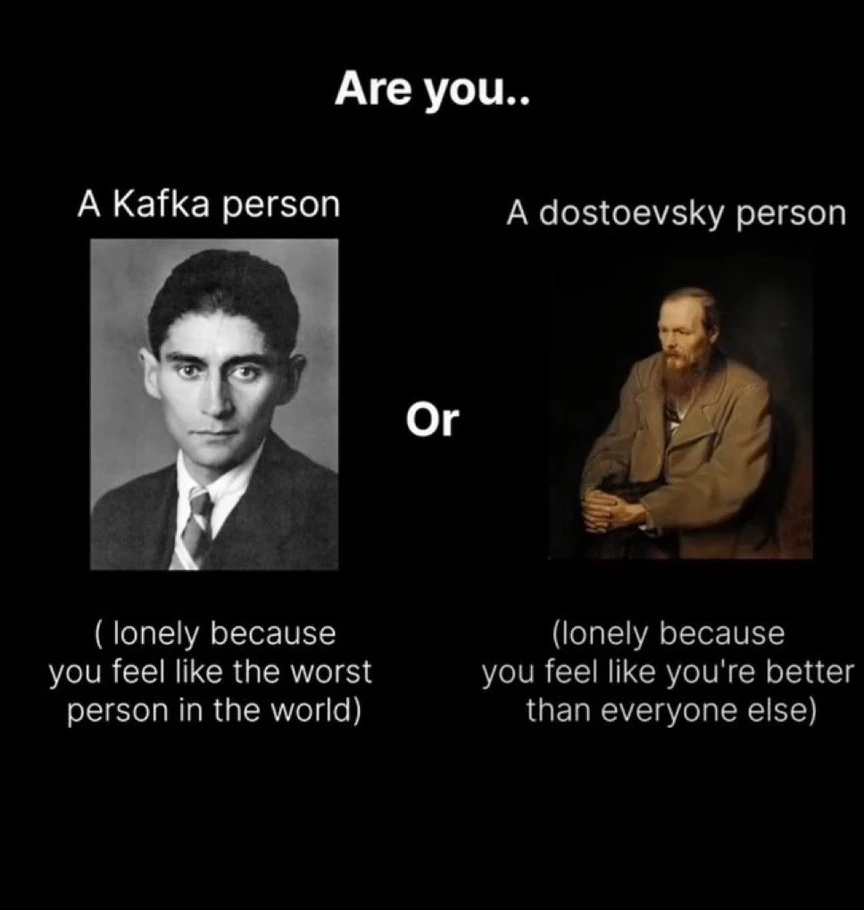 Are you..
A Kafka person
A dostoevsky person
Or
( lonely because
you feel like the worst
person in the world)
(lonely because
you feel like you're better
than everyone else)